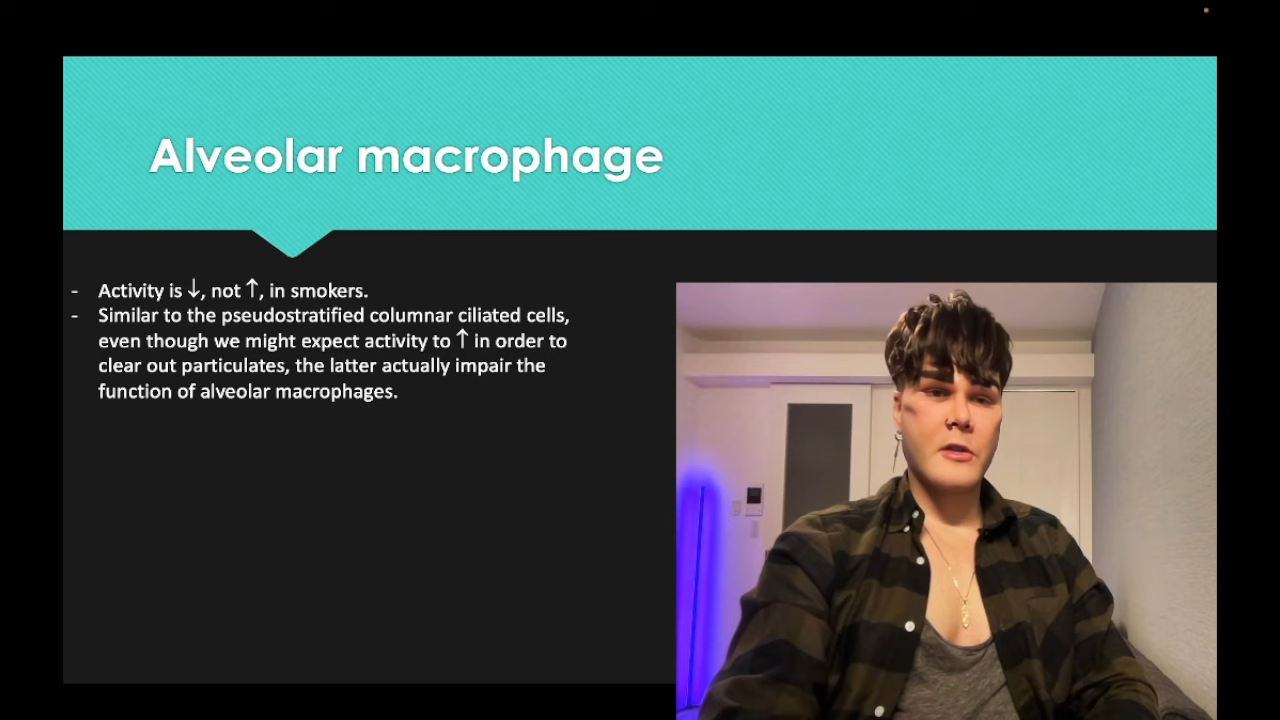 Alveolar macrophage
- Activity is ↓, not ↑, in smokers.
- Similar to the pseudostratified columnar ciliated cells,
even though we might expect activity to ↑ in order to
clear out particulates, the latter actually impair the
function of alveolar macrophages.